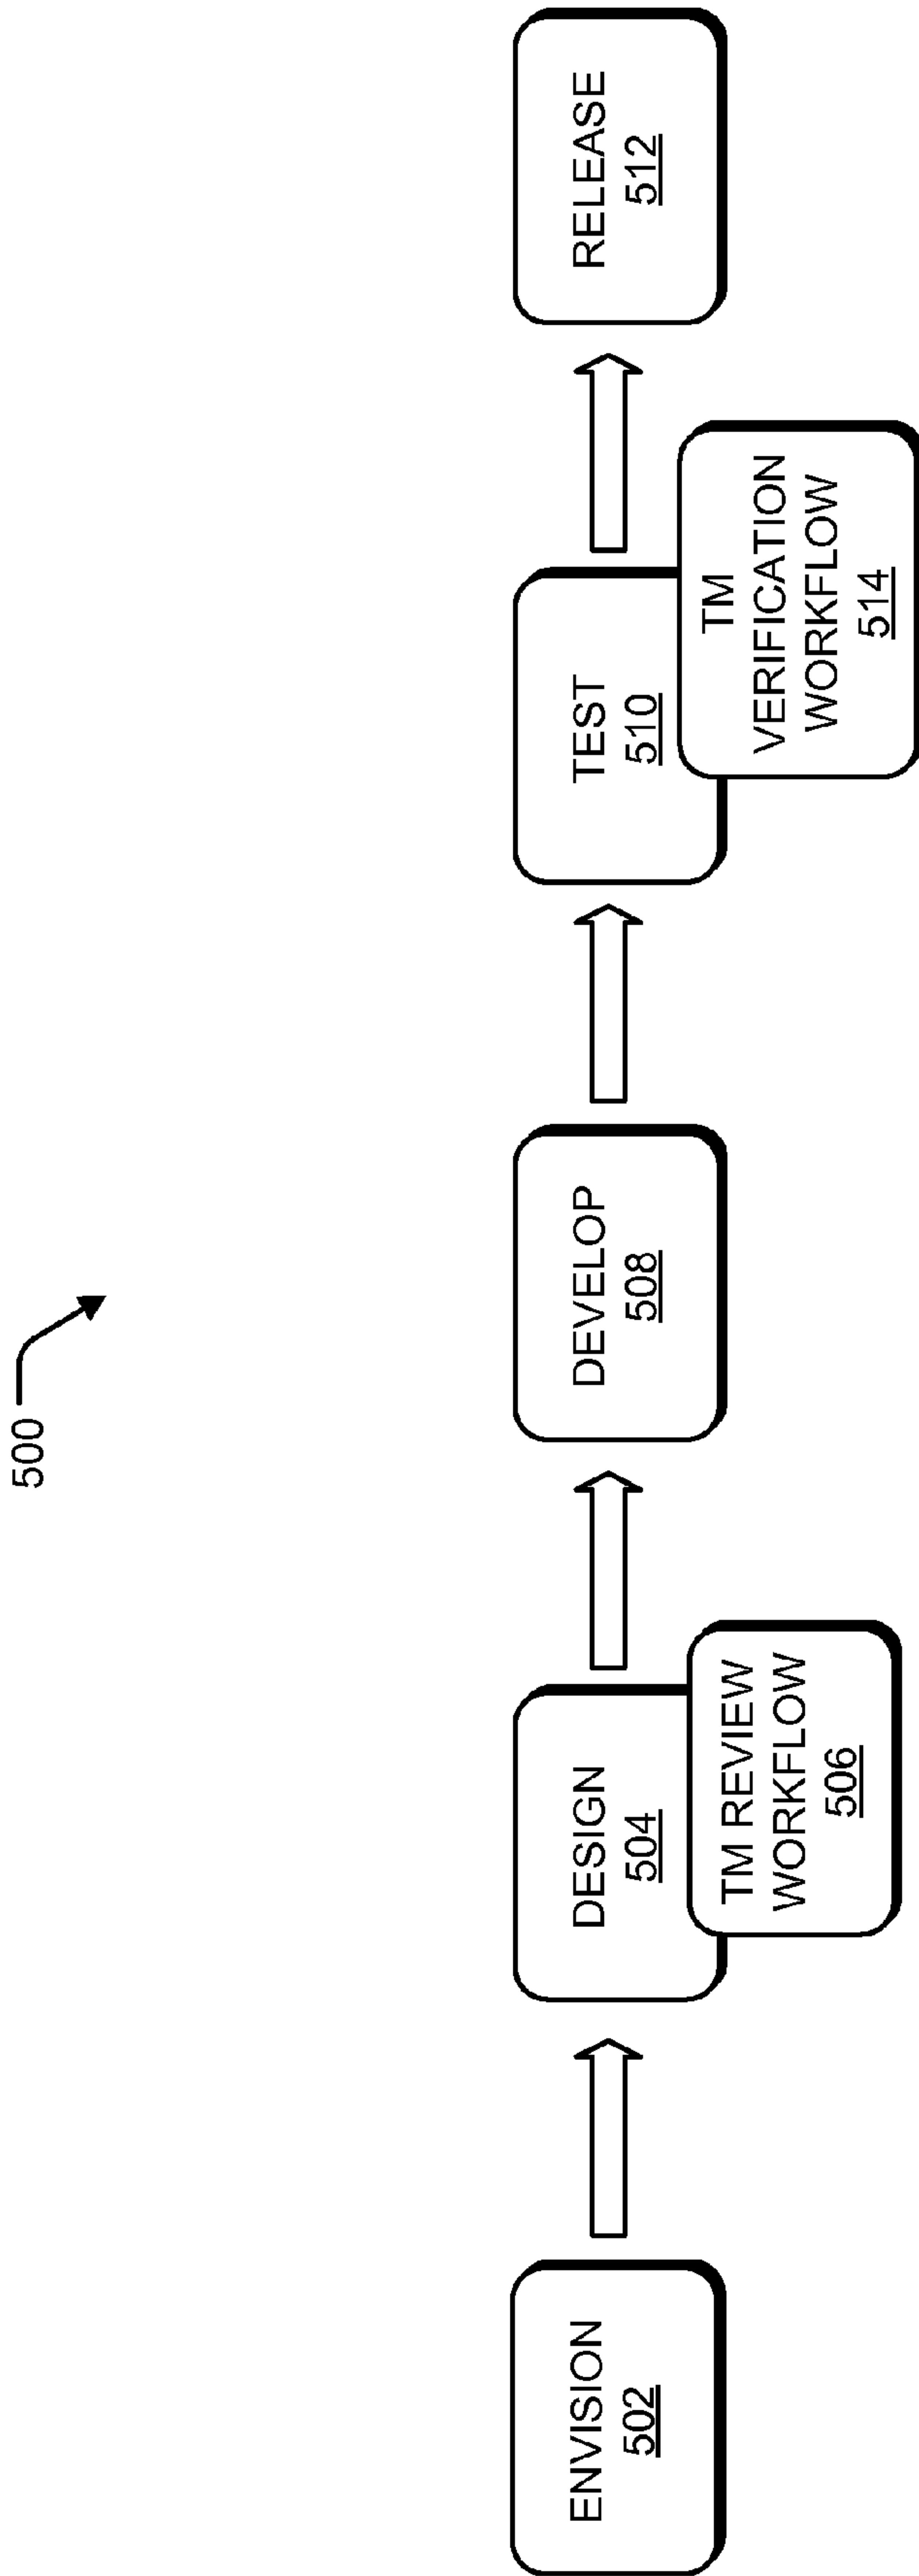 500
ENVISION
502
DESIGN
504
TM REVIEW
WORKFLOW
506
DEVELOP
508
TEST
510
TM
VERIFICATION
WORKFLOW
514
RELEASE
512